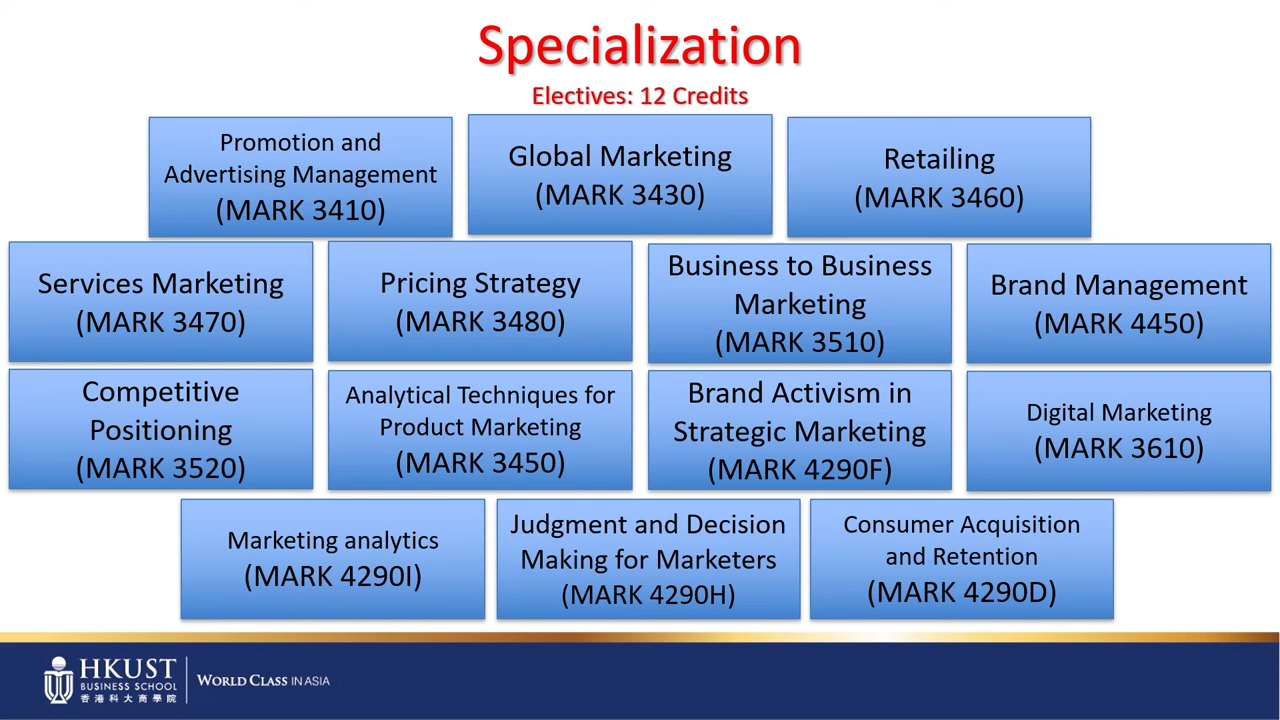 Specialization
Electives: 12 Credits
Promotion and
Advertising Management
(MARK 3410)
Global Marketing
(MARK 3430)
Retailing
(MARK 3460)
Services Marketing
(MARK 3470)
Pricing Strategy
(MARK 3480)
Business to Business
Marketing
(MARK 3510)
Brand Management
(MARK 4450)
Competitive
Positioning
(MARK 3520)
Analytical Techniques for
Product Marketing
(MARK 3450)
Brand Activism in
Strategic Marketing
(MARK 4290F)
Digital Marketing
(MARK 3610)
Marketing analytics
(MARK 4290I)
Judgment and Decision
Making for Marketers
(MARK 4290H)
Consumer Acquisition
and Retention
(MARK 4290D)
HKUST
BUSINESS SCHOOL
香港科大商學院
WORLD CLASS IN ASIA